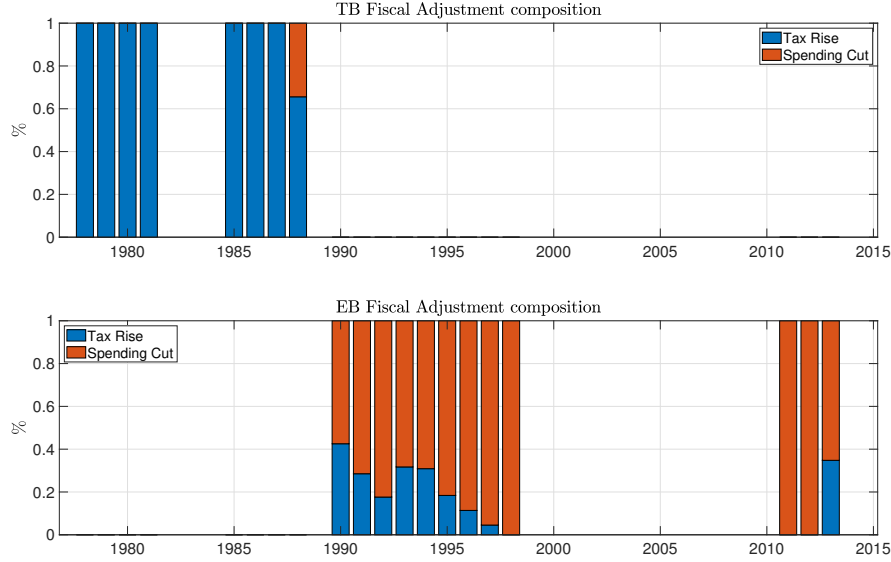 TB Fiscal Adjustment composition
1
0.8
0.6
0.4
0.2
0
%
Tax Rise
Spending Cut
1980 1985 1990 1995 2000 2005 2010 2015
EB Fiscal Adjustment composition
1
0.8
0.6
0.4
0.2
0
%
Tax Rise
Spending Cut
1980 1985 1990 1995 2000 2005 2010 2015